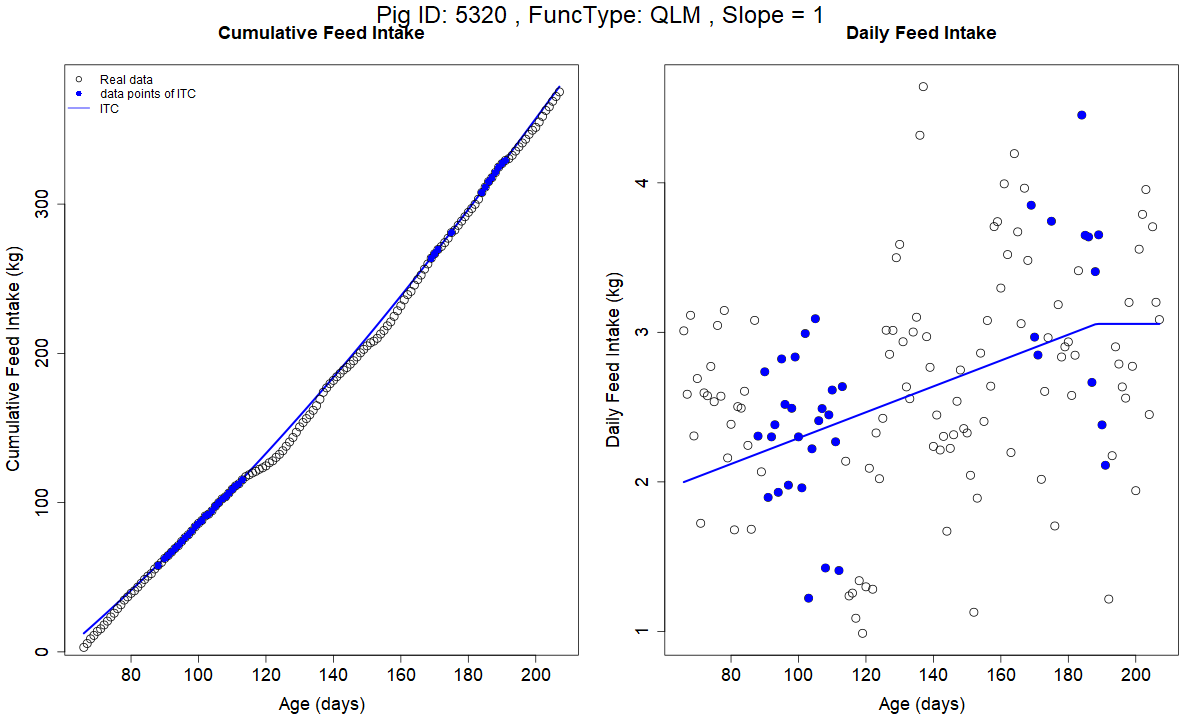 Pig ID: 5320 , FuncType: QLM , Slope = 1
Cumulative Feed Intake
Real data
data points of ITC
ITC
Cumulative Feed Intake (kg)
300
200
100
0
80 100 120 140 160 180 200
Age (days)
Daily Feed Intake
Daily Feed Intake (kg)
4
3
2
1
80 100 120 140 160 180 200
Age (days)